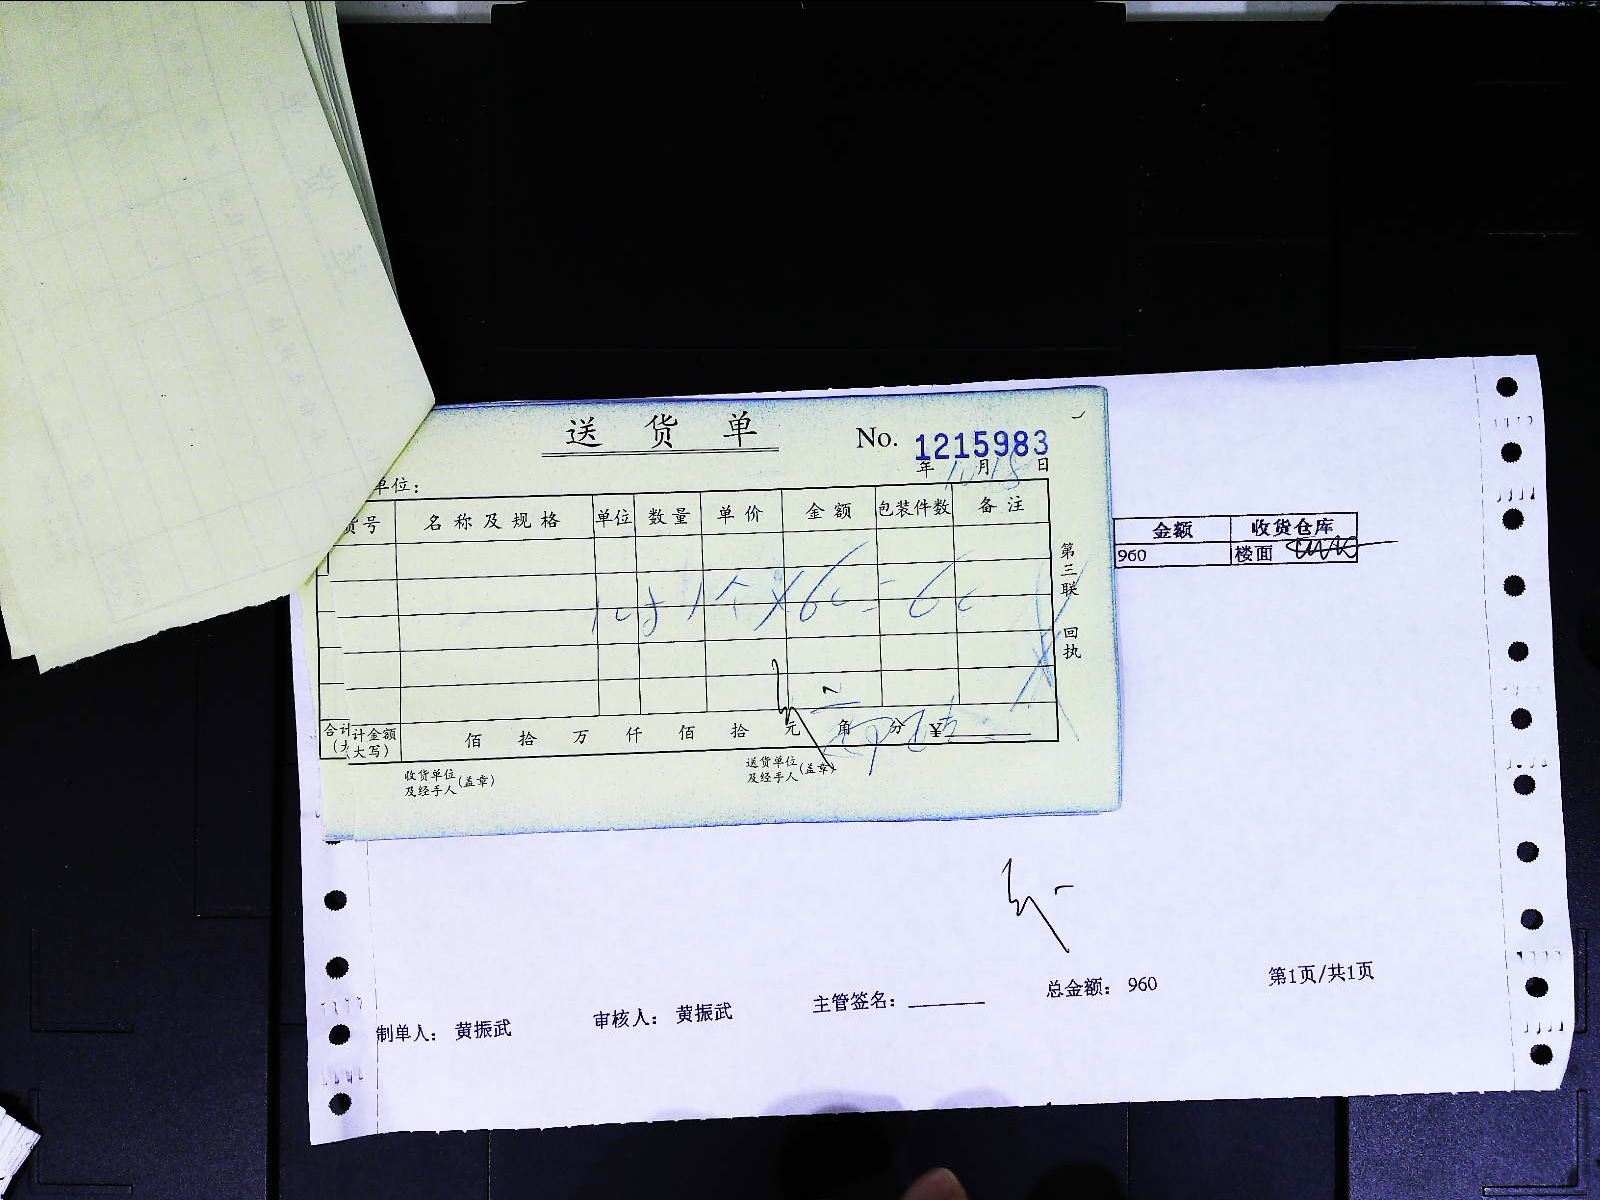 送 货 单
No. 1215983
年 月 日
单位：
货号 名称及规格 单位 数量 单价 金额 包装件数 备注
第三联 回执
合计
计金额
（大写）
佰 拾 万 仟 佰 拾 元 角 分 ¥
收货单位
及经手人（盖章）
送货单位
及经手人（盖章）
金额 收货仓库
960 楼面
制单人： 黄振武 审核人： 黄振武 主管签名： 总金额： 960 第1页/共1页